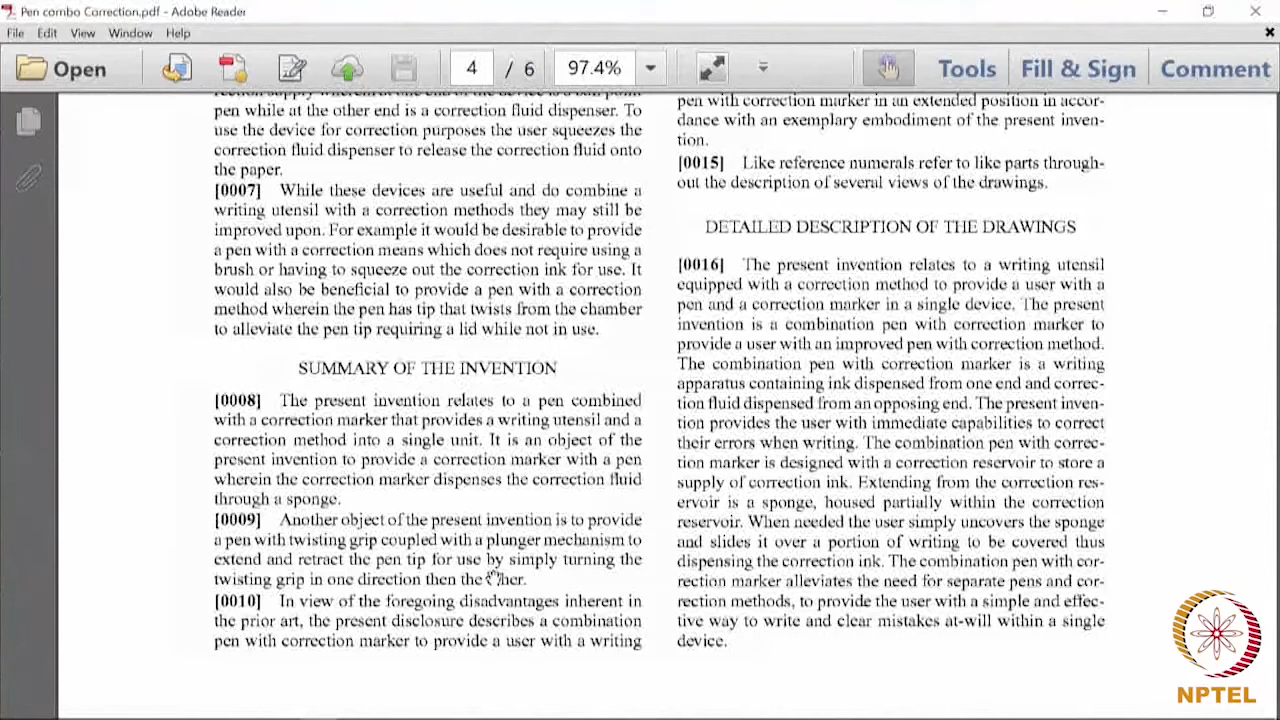 Pen combo Correction.pdf - Adobe Reader
File Edit View Window Help
Open
4 / 6
97.4%
Tools
Fill & Sign
Comment
pen while at the other end is a correction fluid dispenser. To
use the device for correction purposes the user squeezes the
correction fluid dispenser to release the correction fluid onto
the paper.
[0007] While these devices are useful and do combine a
writing utensil with a correction methods they may still be
improved upon. For example it would be desirable to provide
a pen with a correction means which does not require using a
brush or having to squeeze out the correction ink for use. It
would also be beneficial to provide a pen with a correction
method wherein the pen has tip that twists from the chamber
to alleviate the pen tip requiring a lid while not in use.
SUMMARY OF THE INVENTION
[0008] The present invention relates to a pen combined
with a correction marker that provides a writing utensil and a
correction method into a single unit. It is an object of the
present invention to provide a correction marker with a pen
wherein the correction marker dispenses the correction fluid
through a sponge.
[0009] Another object of the present invention is to provide
a pen with twisting grip coupled with a plunger mechanism to
extend and retract the pen tip for use by simply turning the
twisting grip in one direction then the other.
[0010] In view of the foregoing disadvantages inherent in
the prior art, the present disclosure describes a combination
pen with correction marker to provide a user with a writing
pen with correction marker in an extended position in accor-
dance with an exemplary embodiment of the present inven-
tion.
[0015] Like reference numerals refer to like parts through-
out the description of several views of the drawings.
DETAILED DESCRIPTION OF THE DRAWINGS
[0016] The present invention relates to a writing utensil
equipped with a correction method to provide a user with a
pen and a correction marker in a single device. The present
invention is a combination pen with correction marker to
provide a user with an improved pen with correction method.
The combination pen with correction marker is a writing
apparatus containing ink dispensed from one end and correc-
tion fluid dispensed from an opposing end. The present inven-
tion provides the user with immediate capabilities to correct
their errors when writing. The combination pen with correc-
tion marker is designed with a correction reservoir to store a
supply of correction ink. Extending from the correction res-
ervoir is a sponge, housed partially within the correction
reservoir. When needed the user simply uncovers the sponge
and slides it over a portion of writing to be covered thus
dispensing the correction ink. The combination pen with cor-
rection marker alleviates the need for separate pens and cor-
rection methods, to provide the user with a simple and effec-
tive way to write and clear mistakes at-will within a single
device.
NPTEL